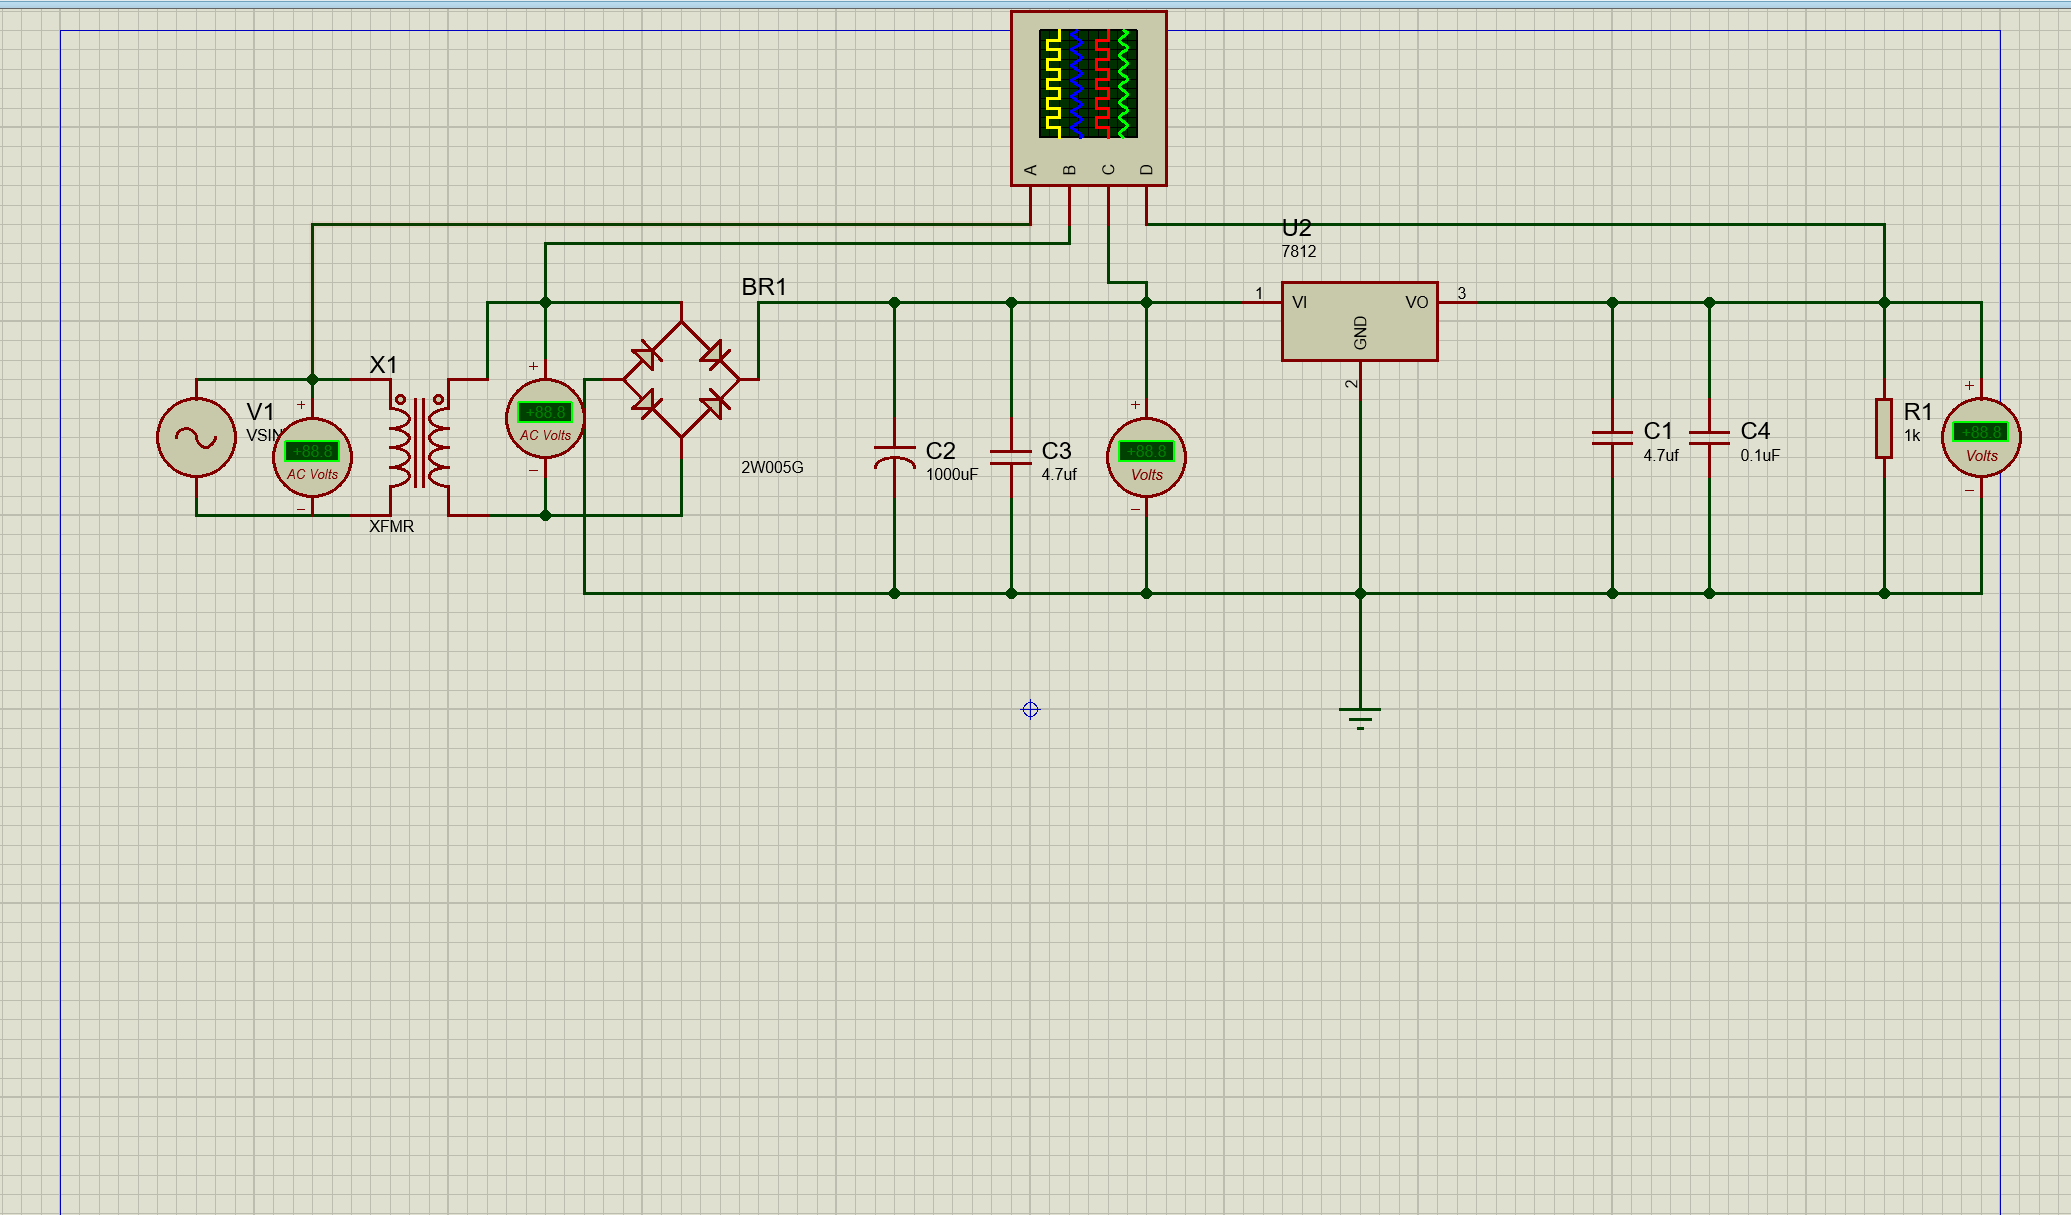 A B C D
U2
7812
BR1
1 VI VO 3
GND
2
X1
V1
VSIN
+
+88.8
AC Volts
−
XFMR
+
+88.8
AC Volts
−
2W005G
C2
1000uF
C3
4.7uf
+
+88.8
Volts
−
C1
4.7uf
C4
0.1uF
R1
1k
+
+88.8
Volts
−